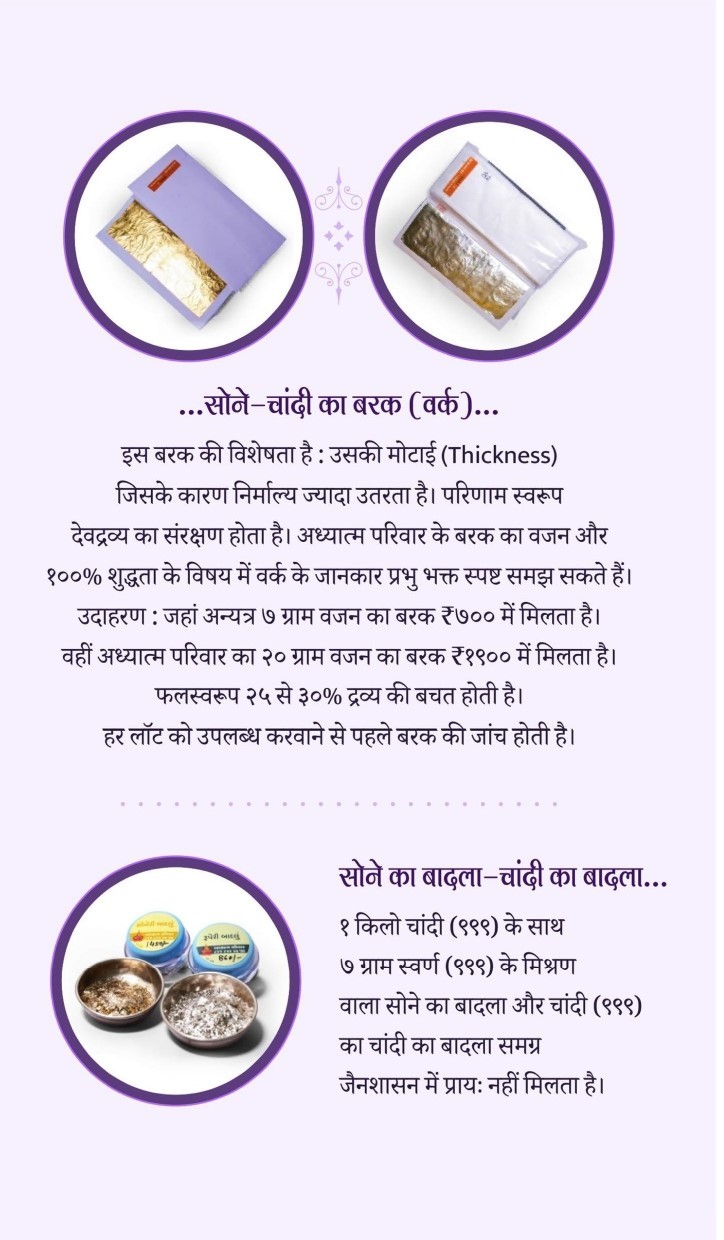 ...सोने-चांदी का बरक (वर्क)...
इस बरक की विशेषता है : उसकी मोटाई (Thickness)
जिसके कारण निर्माल्य ज्यादा उतरता है। परिणाम स्वरूप
देवद्रव्य का संरक्षण होता है। अध्यात्म परिवार के बरक का वजन और
१००% शुद्धता के विषय में वर्क के जानकार प्रभु भक्त स्पष्ट समझ सकते हैं।
उदाहरण : जहां अन्यत्र ७ ग्राम वजन का बरक ₹७०० में मिलता है।
वहीं अध्यात्म परिवार का २० ग्राम वजन का बरक ₹१९०० में मिलता है।
फलस्वरूप २५ से ३०% द्रव्य की बचत होती है।
हर लॉट को उपलब्ध करवाने से पहले बरक की जांच होती है।
सोने का बादला-चांदी का बादला...
१ किलो चांदी (९९९) के साथ
७ ग्राम स्वर्ण (९९९) के मिश्रण
वाला सोने का बादला और चांदी (९९९)
का चांदी का बादला समग्र
जैनशासन में प्राय: नहीं मिलता है।
સોનેરી બાદલું
રૂપેરી બાદલું